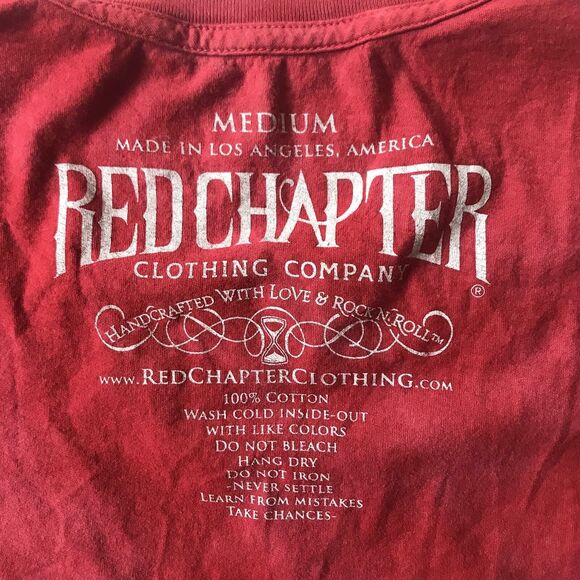 MEDIUM
MADE IN LOS ANGELES, AMERICA
RED CHAPTER
CLOTHING COMPANY
®
HANDCRAFTED WITH LOVE & ROCK'N'ROLL™
WWW.REDCHAPTERCLOTHING.COM
100% COTTON
WASH COLD INSIDE-OUT
WITH LIKE COLORS
DO NOT BLEACH
HANG DRY
DO NOT IRON
-NEVER SETTLE
LEARN FROM MISTAKES
TAKE CHANCES-